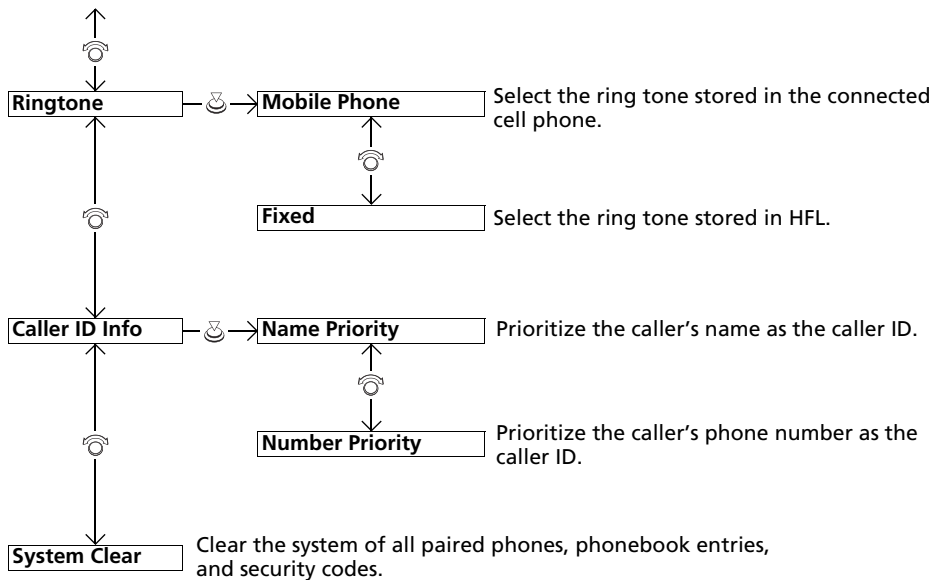 Ringtone
Mobile Phone
Select the ring tone stored in the connected
cell phone.
Fixed
Select the ring tone stored in HFL.
Caller ID Info
Name Priority
Prioritize the caller’s name as the caller ID.
Number Priority
Prioritize the caller’s phone number as the
caller ID.
System Clear
Clear the system of all paired phones, phonebook entries,
and security codes.